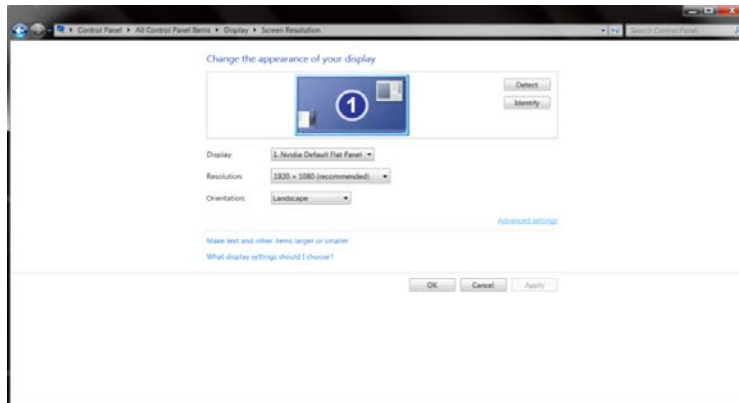 Control Panel ▸ All Control Panel Items ▸ Display ▸ Screen Resolution
Search Control Panel
Change the appearance of your display
1
Detect
Identify
Display:
1. Nvidia Default Flat Panel
Resolution:
1920 × 1080 (recommended)
Orientation:
Landscape
Advanced settings
Make text and other items larger or smaller
What display settings should I choose?
OK
Cancel
Apply